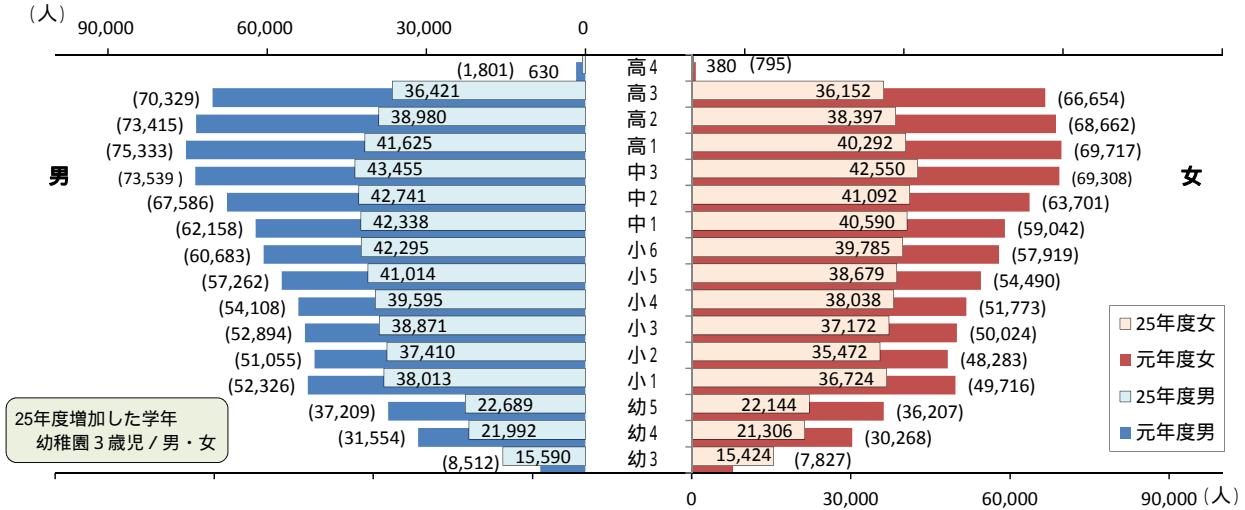 (人)
90,000 60,000 30,000 0
(1,801) 630 高4 380 (795)
(70,329) 36,421 高3 36,152 (66,654)
(73,415) 38,980 高2 38,397 (68,662)
(75,333) 41,625 高1 40,292 (69,717)
男 (73,539) 43,455 中3 42,550 (69,308) 女
(67,586) 42,741 中2 41,092 (63,701)
(62,158) 42,338 中1 40,590 (59,042)
(60,683) 42,295 小6 39,785 (57,919)
(57,262) 41,014 小5 38,679 (54,490)
(54,108) 39,595 小4 38,038 (51,773)
(52,894) 38,871 小3 37,172 (50,024)
(51,055) 37,410 小2 35,472 (48,283)
(52,326) 38,013 小1 36,724 (49,716)
(37,209) 22,689 幼5 22,144 (36,207)
(31,554) 21,992 幼4 21,306 (30,268)
(8,512) 15,590 幼3 15,424 (7,827)
25年度女
元年度女
25年度男
元年度男
25年度増加した学年
幼稚園3歳児/男・女
0 30,000 60,000 90,000 (人)